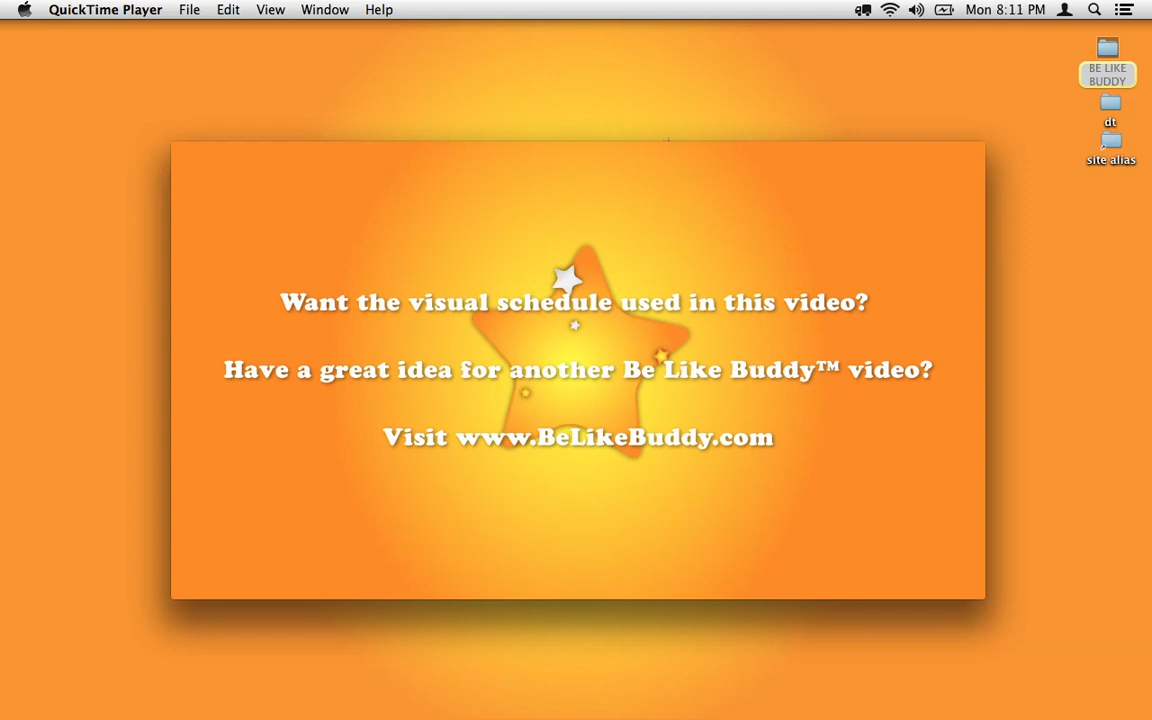 QuickTime Player File Edit View Window Help Mon 8:11 PM
BE LIKE
BUDDY
dt
site alias
Want the visual schedule used in this video?
Have a great idea for another Be Like Buddy™ video?
Visit www.BeLikeBuddy.com